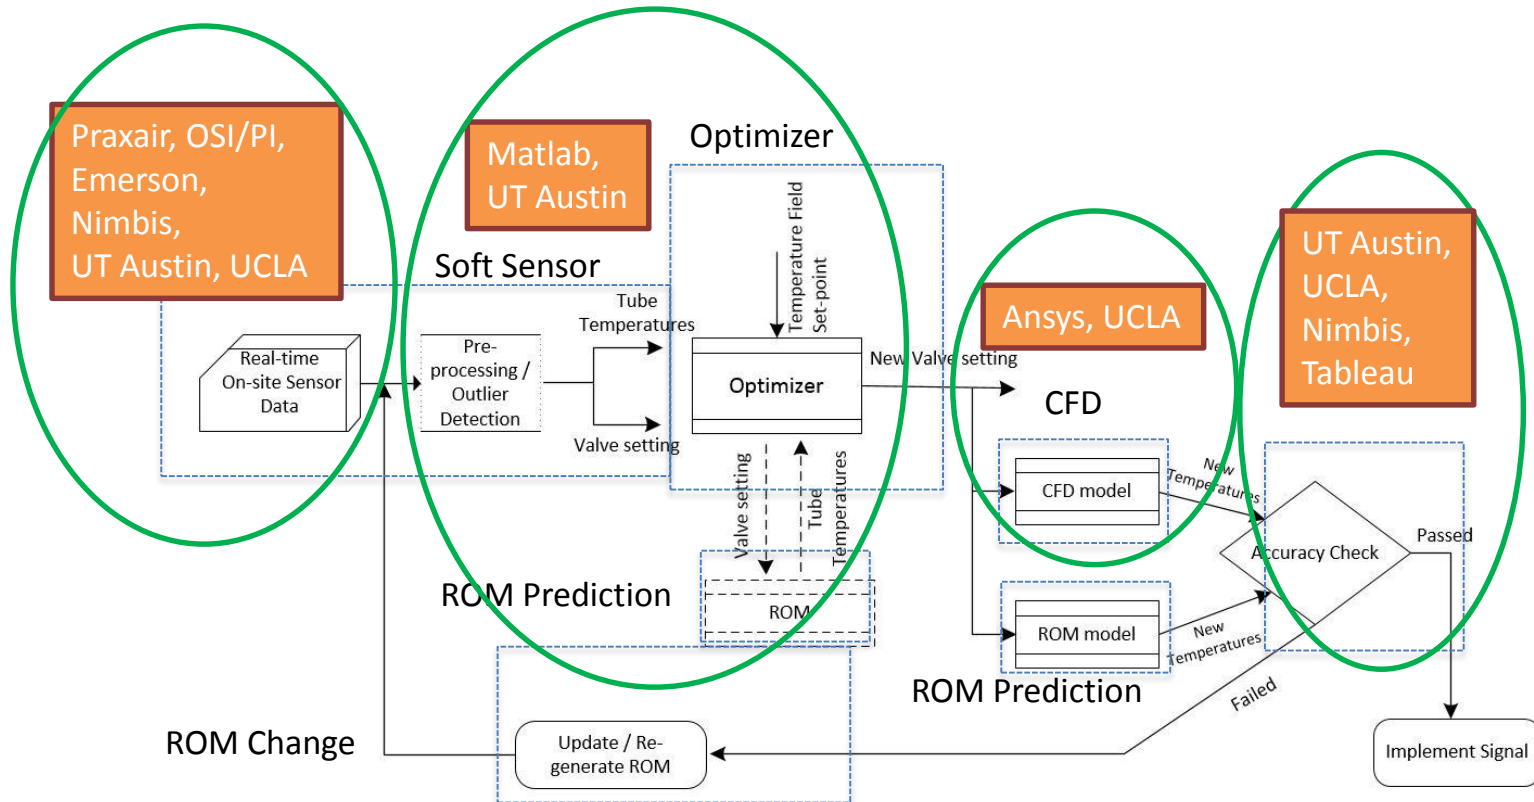 Praxair, OSI/PI,
Emerson,
Nimbis,
UT Austin, UCLA
Matlab,
UT Austin
Optimizer
Ansys, UCLA
UT Austin,
UCLA,
Nimbis,
Tableau
Soft Sensor
Real-time
On-site Sensor
Data
Pre-
processing /
Outlier
Detection
Tube
Temperatures
Valve setting
Temperature Field
Set-point
Optimizer
New Valve setting
CFD
CFD model
New
Temperatures
Accuracy Check
Passed
Valve setting
Tube
Temperatures
ROM Prediction
ROM
ROM model
New
Temperatures
ROM Prediction
Failed
ROM Change
Update / Re-
generate ROM
Implement Signal